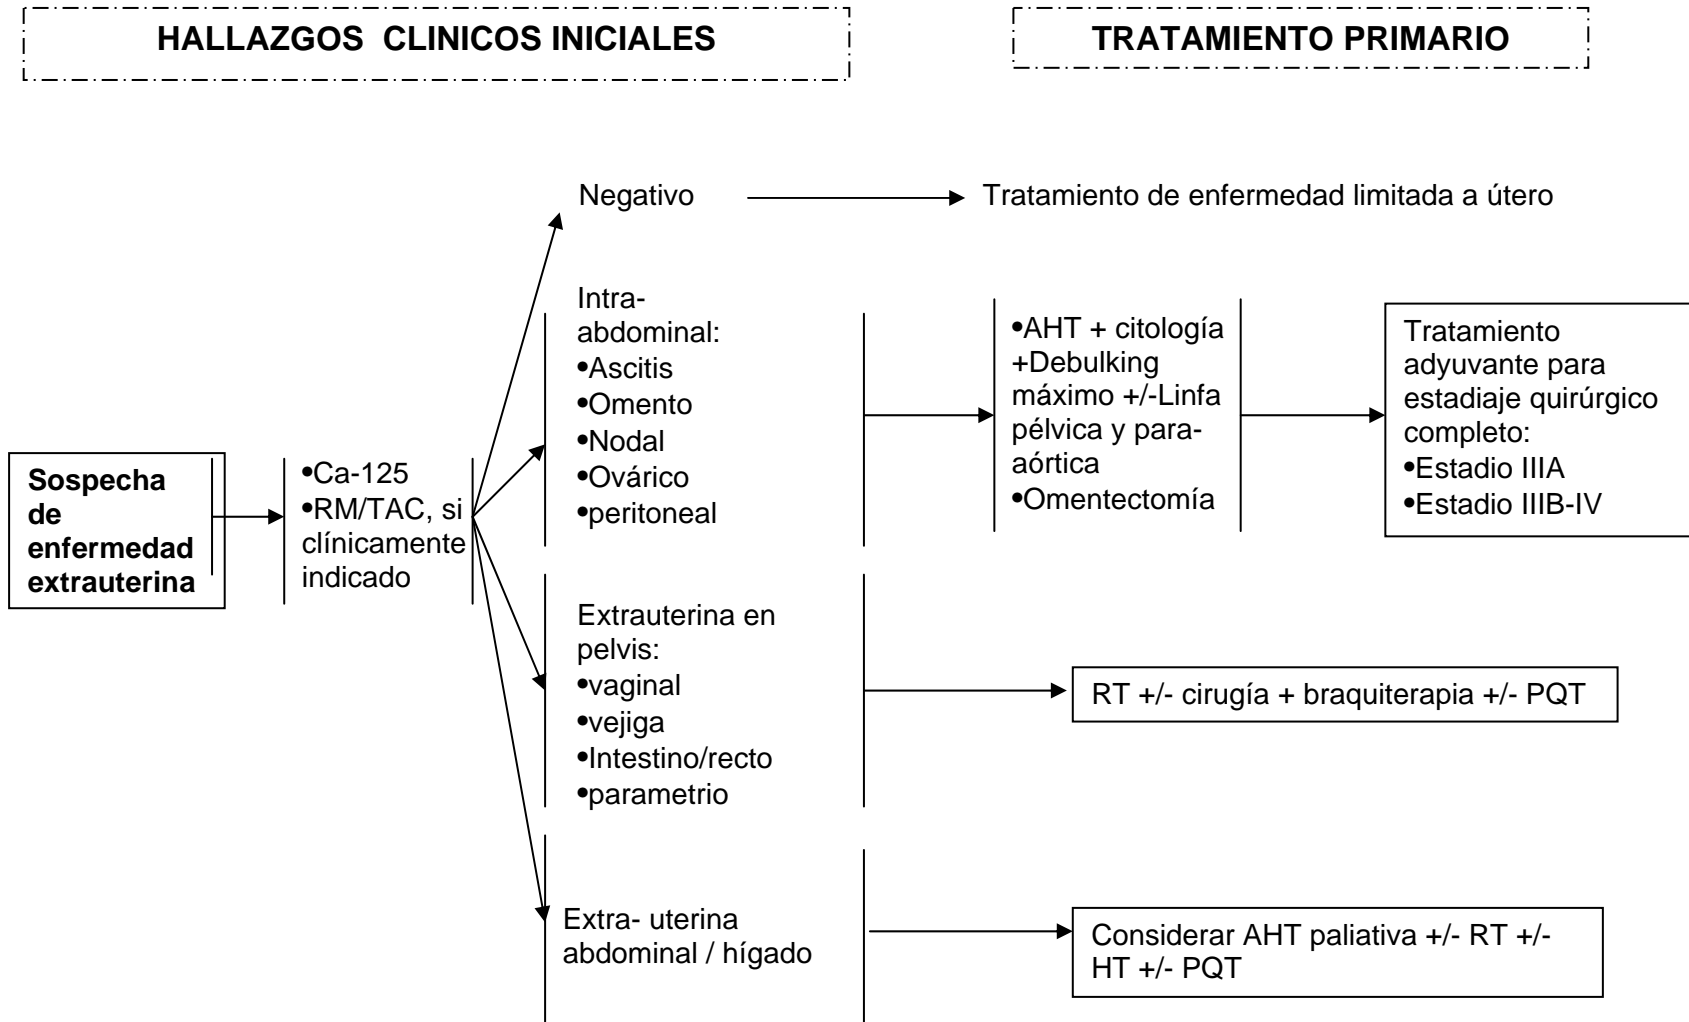 HALLAZGOS CLINICOS INICIALES
TRATAMIENTO PRIMARIO
Negativo
Tratamiento de enfermedad limitada a útero
Sospecha
de
enfermedad
extrauterina
•Ca-125
•RM/TAC, si
clínicamente
indicado
Intra-
abdominal:
•Ascitis
•Omento
•Nodal
•Ovárico
•peritoneal
•AHT + citología
+Debulking
máximo +/-Linfa
pélvica y para-
aórtica
•Omentectomía
Tratamiento
adyuvante para
estadiaje quirúrgico
completo:
•Estadio IIIA
•Estadio IIIB-IV
Extrauterina en
pelvis:
•vaginal
•vejiga
•Intestino/recto
•parametrio
RT +/- cirugía + braquiterapia +/- PQT
Extra- uterina
abdominal / hígado
Considerar AHT paliativa +/- RT +/-
HT +/- PQT